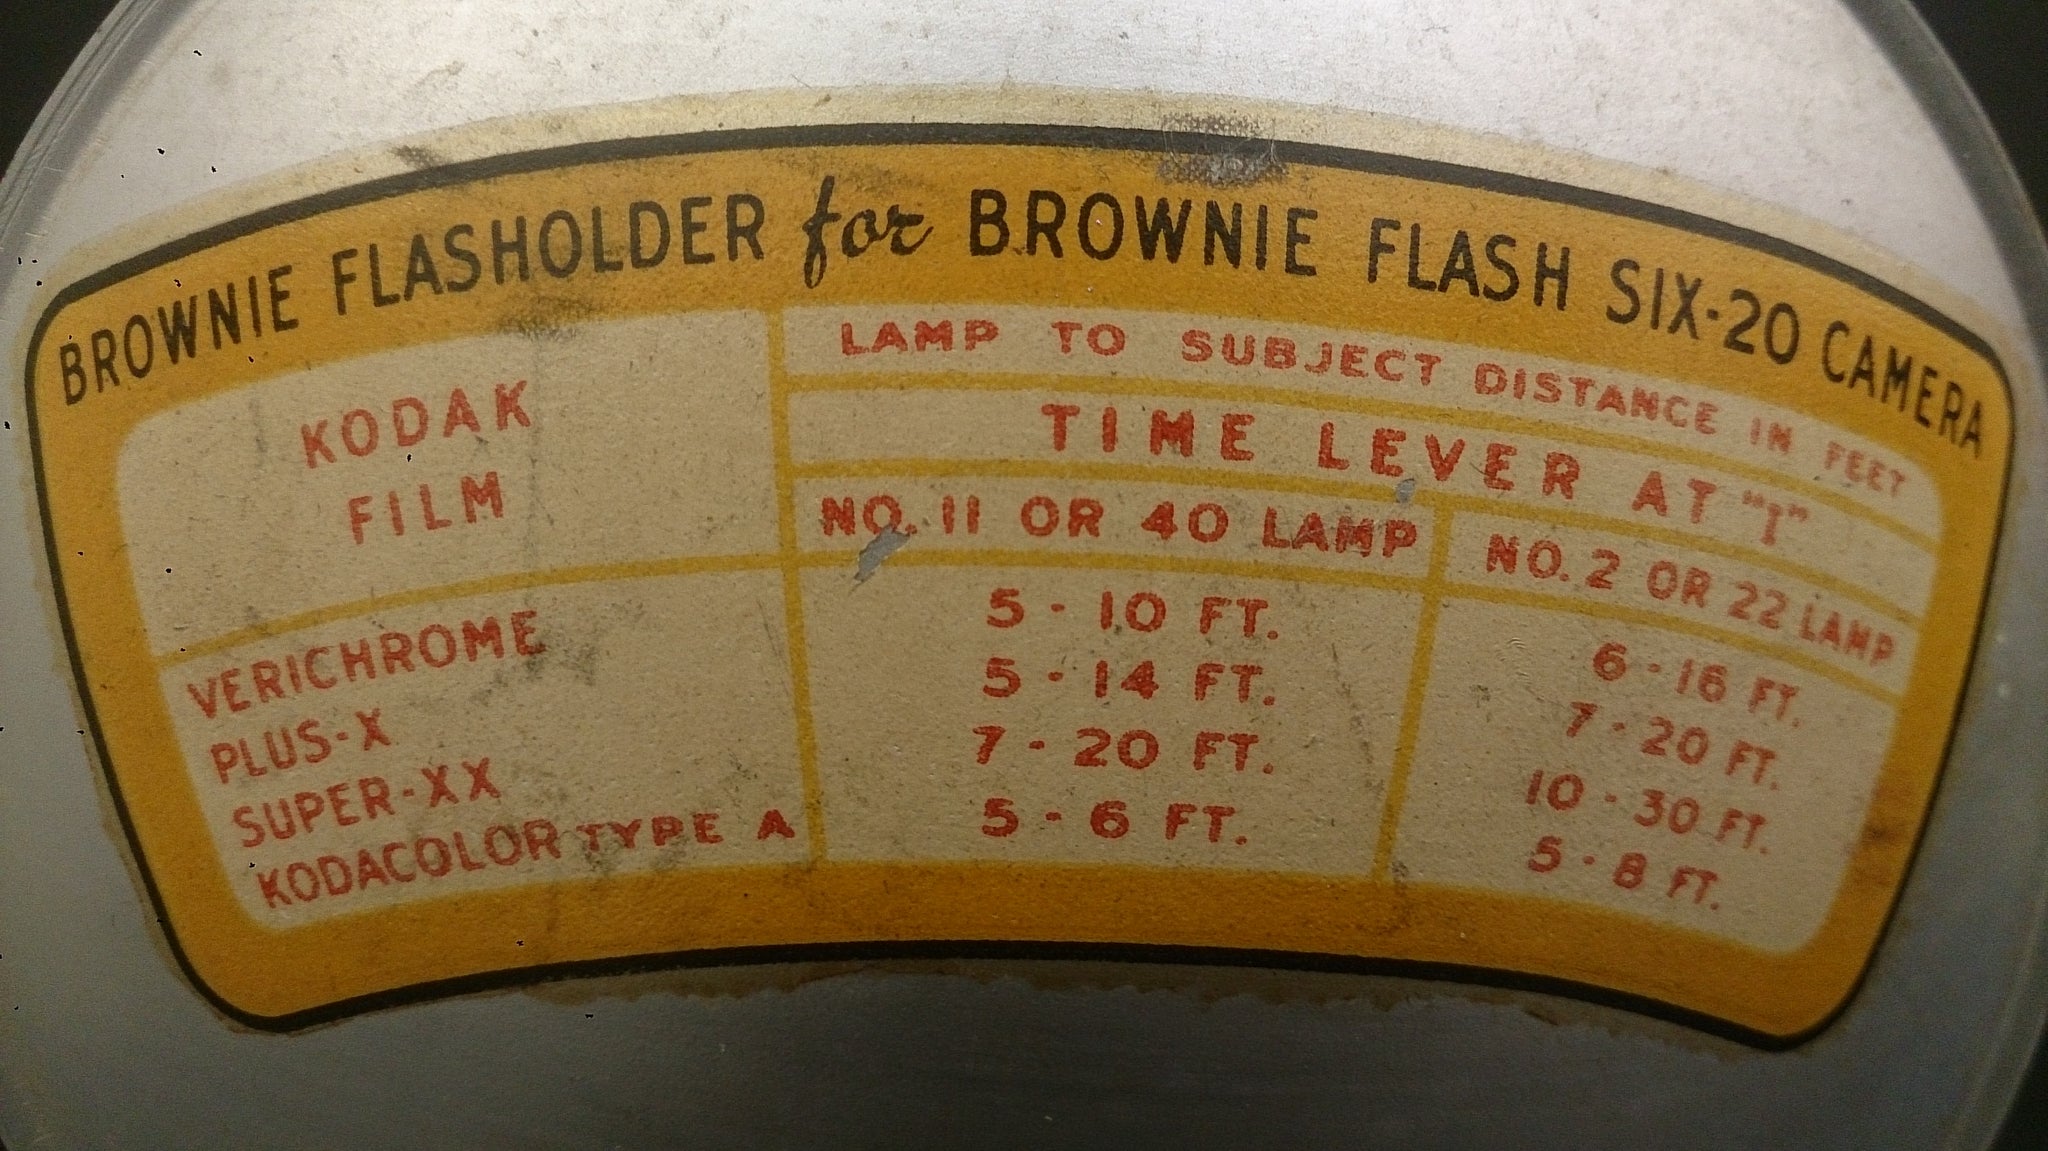 BROWNIE FLASHOLDER for BROWNIE FLASH SIX-20 CAMERA
KODAK
FILM
LAMP TO SUBJECT DISTANCE IN FEET
TIME LEVER AT "I"
NO. 11 OR 40 LAMP NO. 2 OR 22 LAMP
VERICHROME 5 - 10 FT. 6 - 16 FT.
PLUS-X 5 - 14 FT. 7 - 20 FT.
SUPER-XX 7 - 20 FT. 10 - 30 FT.
KODACOLOR TYPE A 5 - 6 FT. 5 - 8 FT.